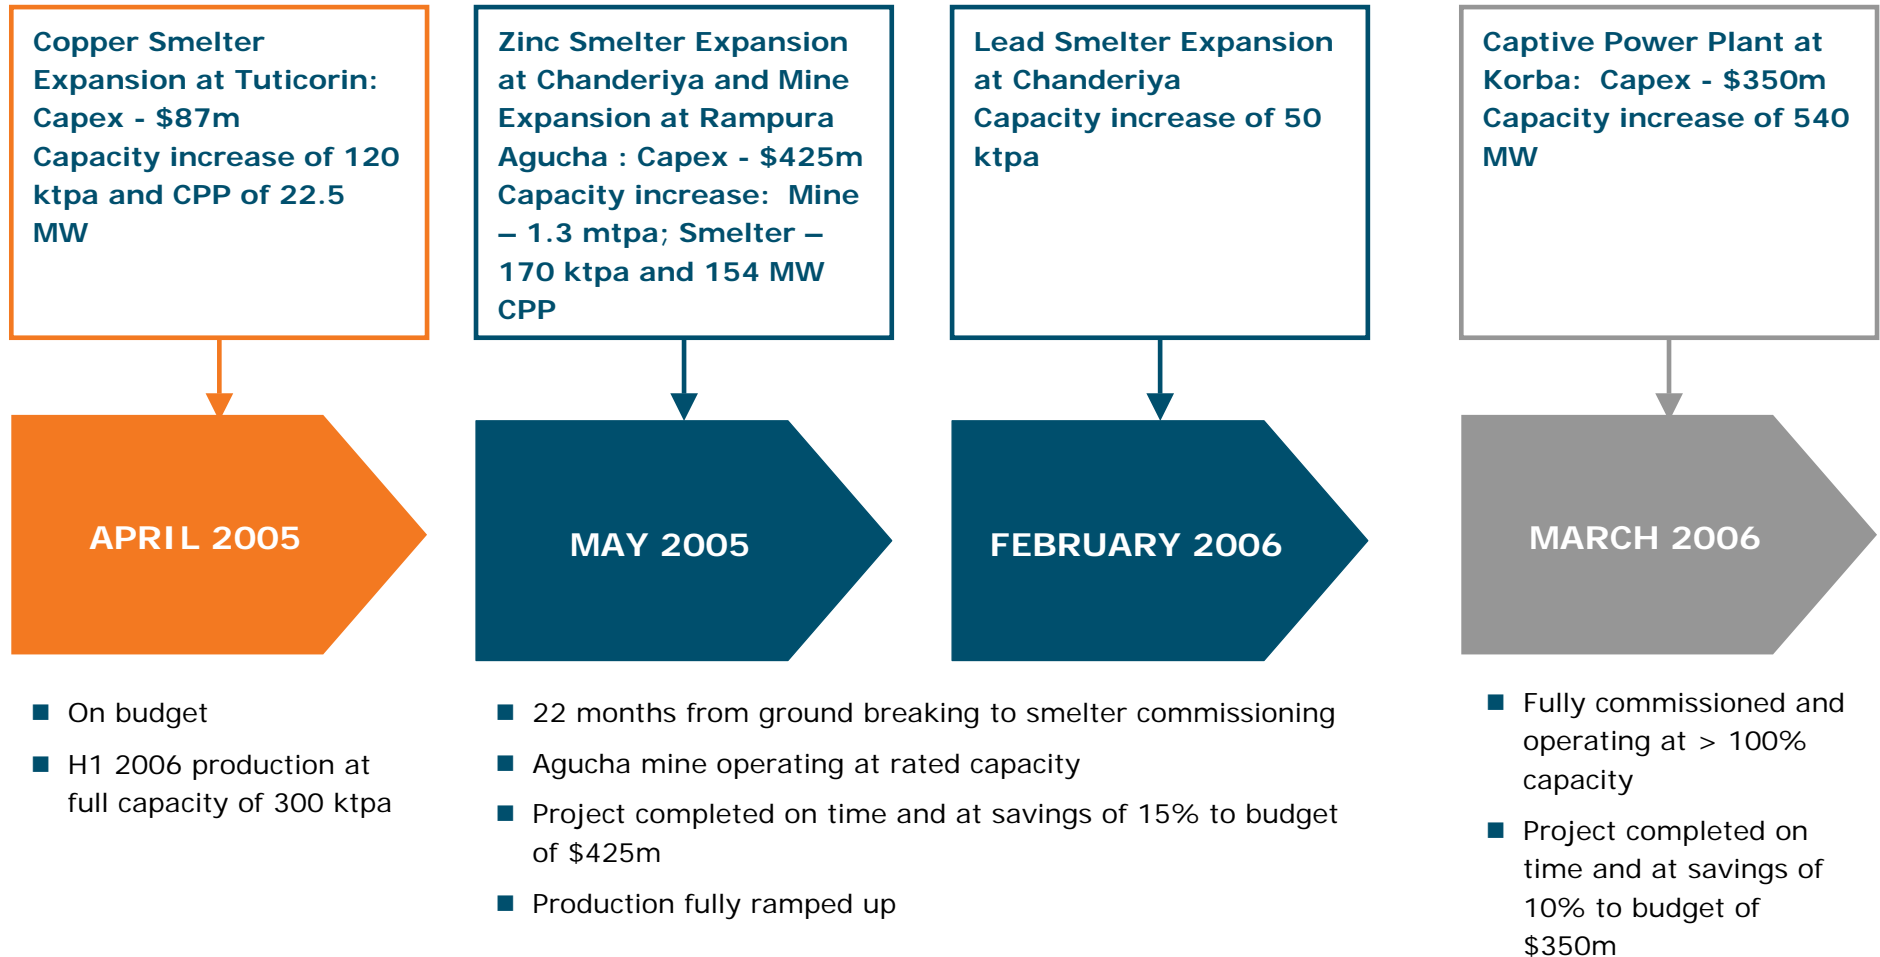 Copper Smelter
Expansion at Tuticorin:
Capex - $87m
Capacity increase of 120
ktpa and CPP of 22.5
MW
Zinc Smelter Expansion
at Chanderiya and Mine
Expansion at Rampura
Agucha : Capex - $425m
Capacity increase:  Mine
– 1.3 mtpa; Smelter –
170 ktpa and 154 MW
CPP
Lead Smelter Expansion
at Chanderiya
Capacity increase of 50
ktpa
Captive Power Plant at
Korba:  Capex - $350m
Capacity increase of 540
MW
APRIL 2005
MAY 2005
FEBRUARY 2006
MARCH 2006
■ On budget
■ H1 2006 production at
full capacity of 300 ktpa
■ 22 months from ground breaking to smelter commissioning
■ Agucha mine operating at rated capacity
■ Project completed on time and at savings of 15% to budget
of $425m
■ Production fully ramped up
■ Fully commissioned and
operating at > 100%
capacity
■ Project completed on
time and at savings of
10% to budget of
$350m